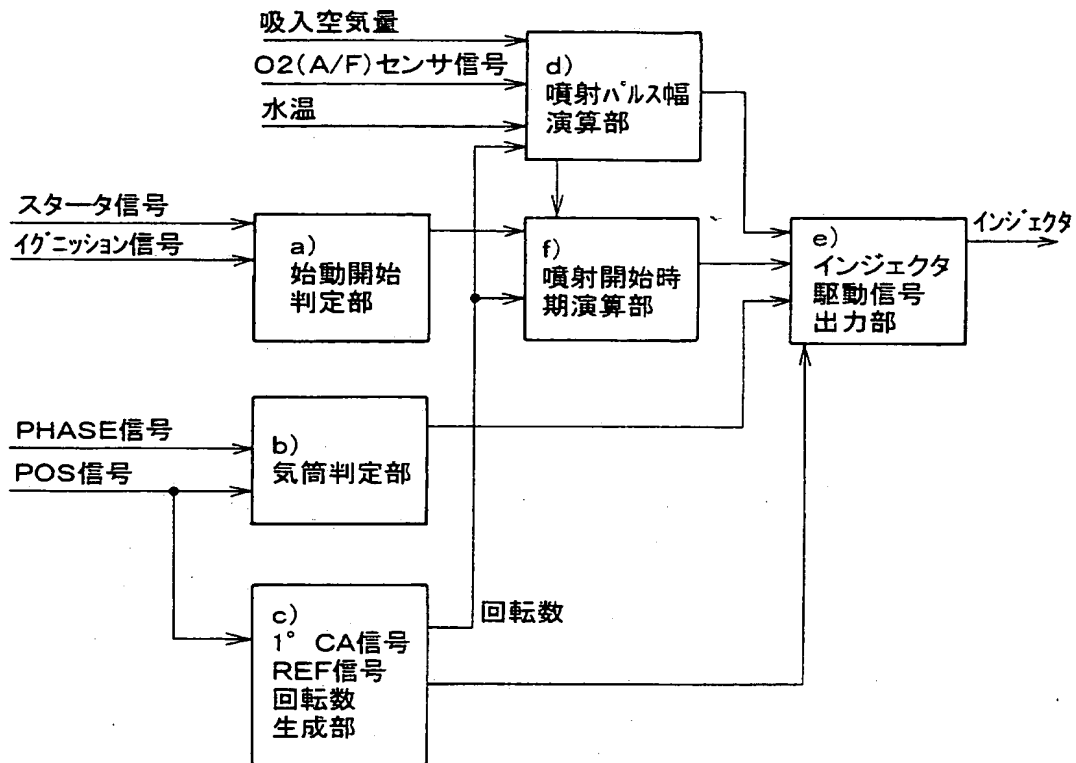 吸入空気量
O2(A/F)センサ信号
水温
d)
噴射パルス幅
演算部
スタータ信号
イグニッション信号
a)
始動開始
判定部
f)
噴射開始時
期演算部
e)
インジェクタ
駆動信号
出力部
インジェクタ
PHASE信号
POS信号
b)
気筒判定部
c)
1° CA信号
REF信号
回転数
生成部
回転数